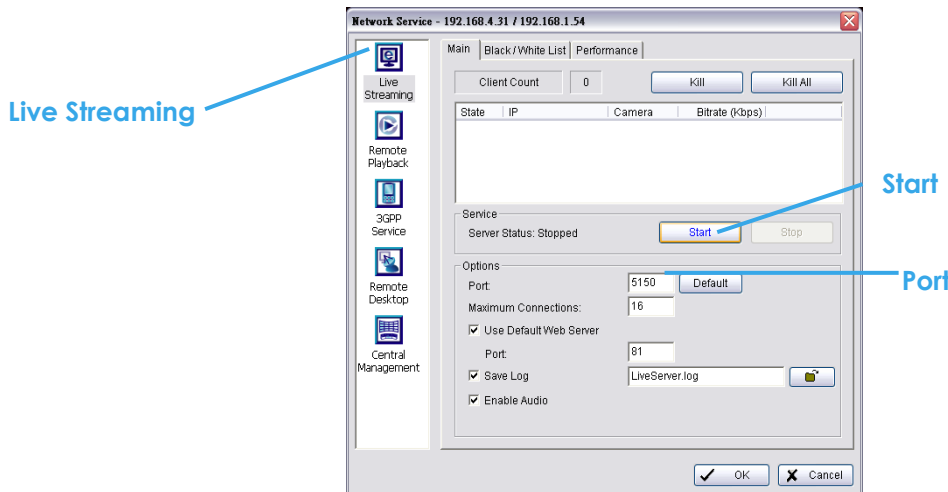 Network Service - 192.168.4.31 / 192.168.1.54
Live Streaming
Live
Streaming
Remote
Playback
3GPP
Service
Remote
Desktop
Central
Management
Main Black / White List Performance
Client Count 0 Kill Kill All
State IP Camera Bitrate (Kbps)
Service
Server Status: Stopped Start Stop
Start
Options
Port: 5150 Default
Port
Maximum Connections: 16
Use Default Web Server
Port: 81
Save Log LiveServer.log
Enable Audio
OK Cancel